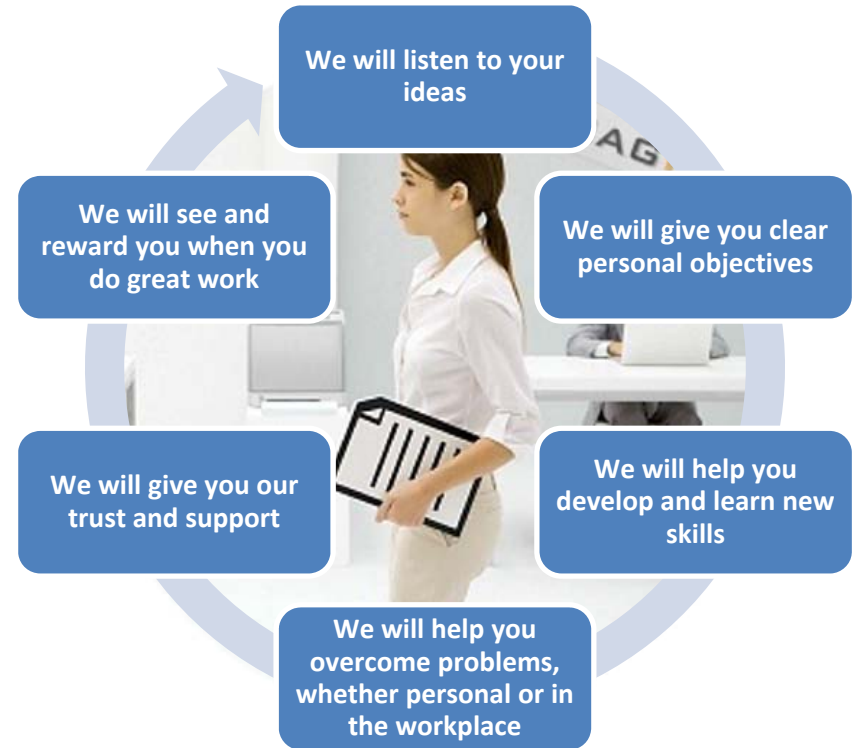 We will listen to your
ideas
AG
We will give you clear
personal objectives
We will help you
develop and learn new
skills
We will help you
overcome problems,
whether personal or in
the workplace
We will give you our
trust and support
We will see and
reward you when you
do great work